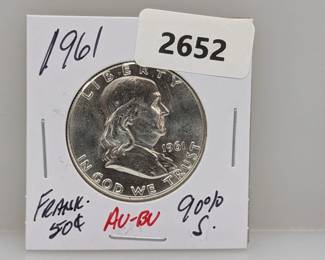 1961
2652
LIBERTY
1961
IN GOD WE TRUST
FRANK. 50¢
AU-BU
90% S.